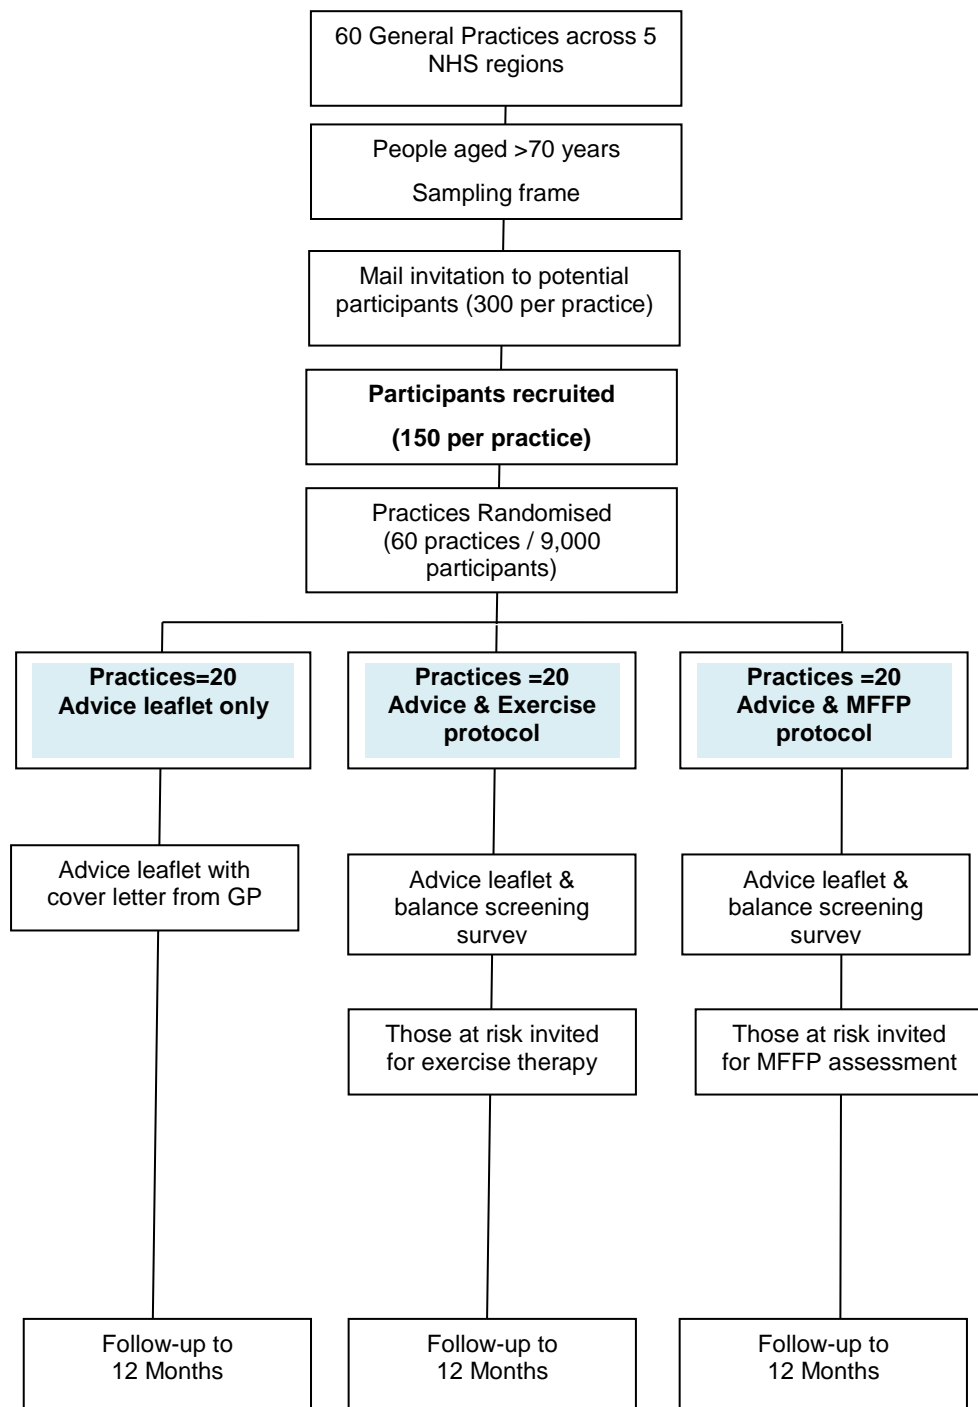 60 General Practices across 5
NHS regions
People aged >70 years
Sampling frame
Mail invitation to potential
participants (300 per practice)
Participants recruited
(150 per practice)
Practices Randomised
(60 practices / 9,000
participants)
Practices=20
Advice leaflet only
Practices =20
Advice & Exercise
protocol
Practices =20
Advice & MFFP
protocol
Advice leaflet with
cover letter from GP
Advice leaflet &
balance screening
survey
Advice leaflet &
balance screening
survey
Those at risk invited
for exercise therapy
Those at risk invited
for MFFP assessment
Follow-up to
12 Months
Follow-up to
12 Months
Follow-up to
12 Months